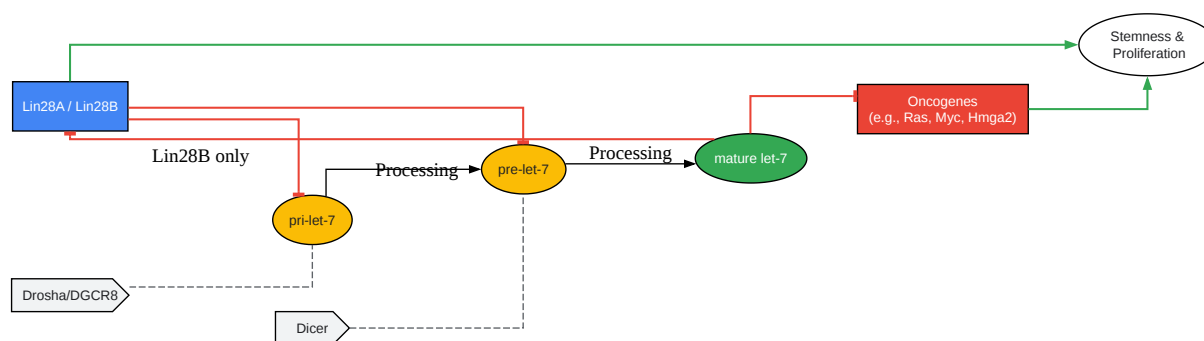 Stemness &
Proliferation
Lin28A / Lin28B
Oncogenes
(e.g., Ras, Myc, Hmga2)
Lin28B only
Processing
pre-let-7
Processing
mature let-7
pri-let-7
Drosha/DGCR8
Dicer